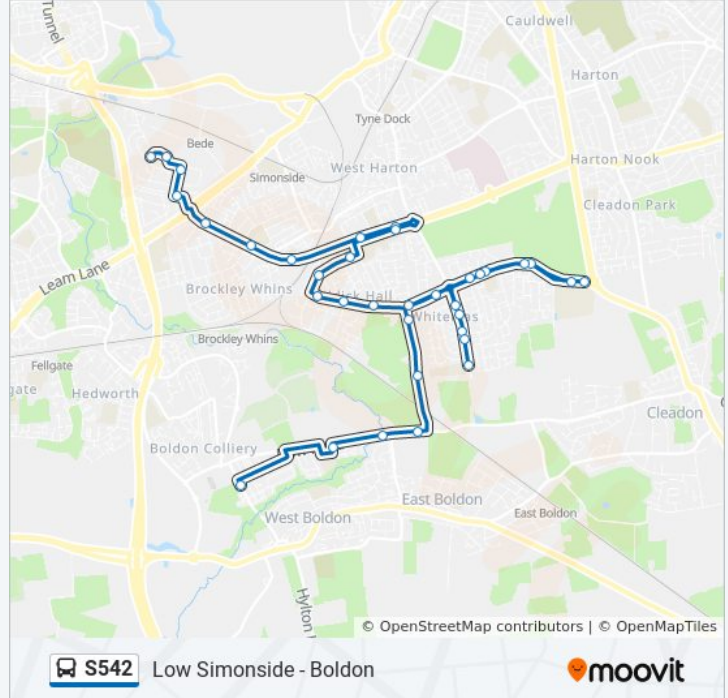 Tunnel
Cauldwell
Harton
Tyne Dock
Bede
West Harton
Harton Nook
Simonside
Cleadon Park
Leam Lane
Brockley Whins
Hall
Brockley Whins
Fellgate
gate
Hedworth
Cleadon
Boldon Colliery
East Boldon
East Boldon
West Boldon
Hylton
© OpenStreetMap contributors | © OpenMapTiles
S542 Low Simonside - Boldon
moovit